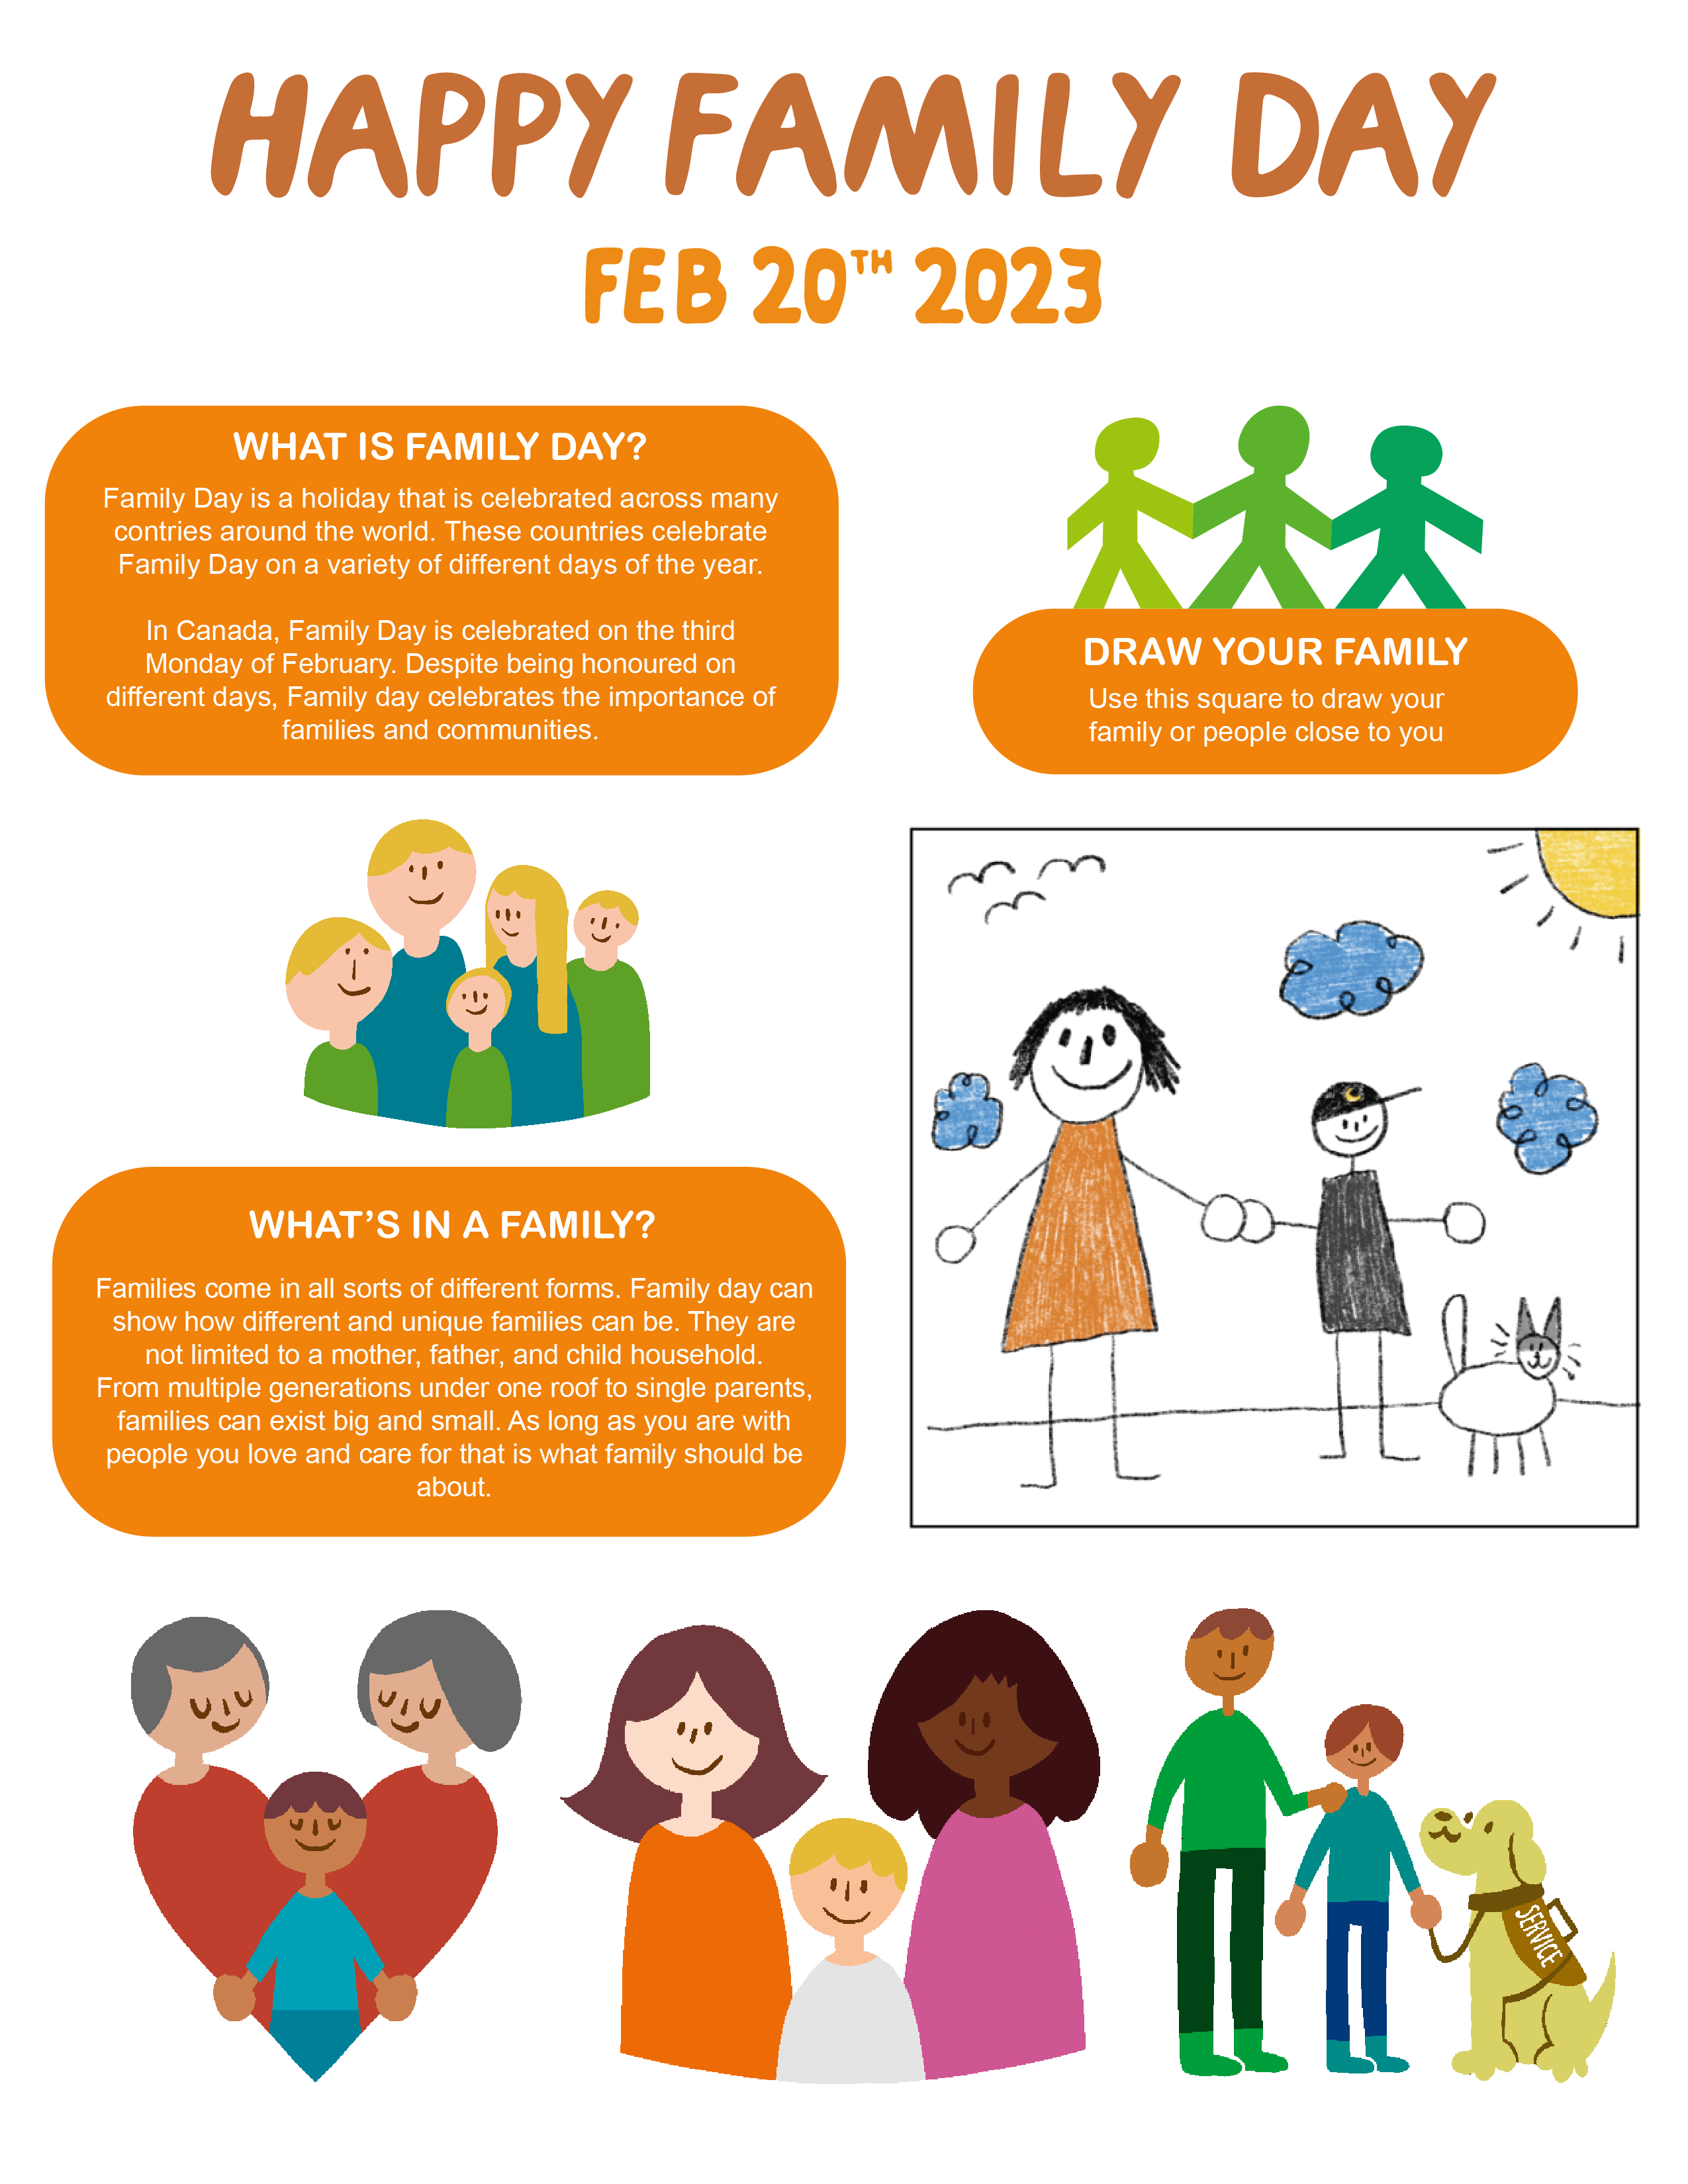 HAPPY FAMILY DAY
FEB 20TH 2023
WHAT IS FAMILY DAY?
Family Day is a holiday that is celebrated across many
contries around the world. These countries celebrate
Family Day on a variety of different days of the year.
In Canada, Family Day is celebrated on the third
Monday of February. Despite being honoured on
different days, Family day celebrates the importance of
families and communities.
DRAW YOUR FAMILY
Use this square to draw your
family or people close to you
WHAT'S IN A FAMILY?
Families come in all sorts of different forms. Family day can
show how different and unique families can be. They are
not limited to a mother, father, and child household.
From multiple generations under one roof to single parents,
families can exist big and small. As long as you are with
people you love and care for that is what family should be
about.
SERVICE